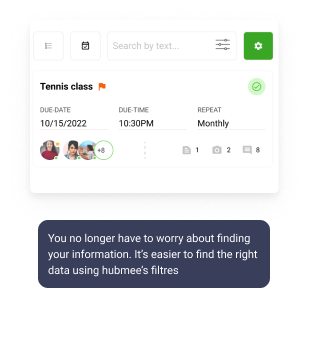 Search by text...
Tennis class
DUE-DATE DUE-TIME REPEAT
10/15/2022 10:30PM Monthly
+8 1 2 8
You no longer have to worry about finding
your information. It's easier to find the right
data using hubmee's filtres